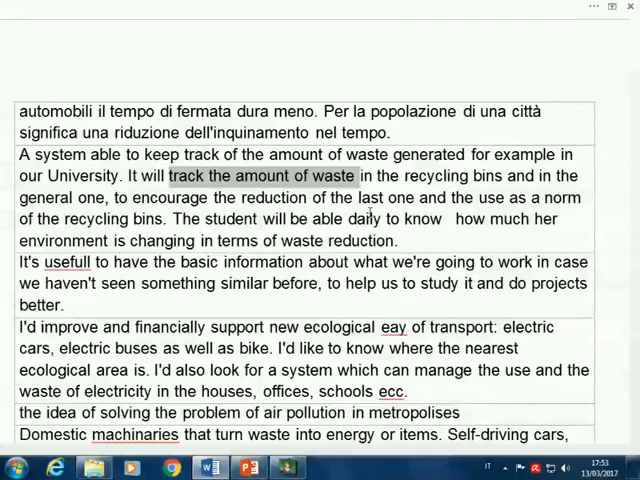 automobili il tempo di fermata dura meno. Per la popolazione di una città
significa una riduzione dell'inquinamento nel tempo.
A system able to keep track of the amount of waste generated for example in
our University. It will track the amount of waste in the recycling bins and in the
general one, to encourage the reduction of the last one and the use as a norm
of the recycling bins. The student will be able daily to know how much her
environment is changing in terms of waste reduction.
It's usefull to have the basic information about what we're going to work in case
we haven't seen something similar before, to help us to study it and do projects
better.
I'd improve and financially support new ecological eay of transport: electric
cars, electric buses as well as bike. I'd like to know where the nearest
ecological area is. I'd also look for a system which can manage the use and the
waste of electricity in the houses, offices, schools ecc.
the idea of solving the problem of air pollution in metropolises
Domestic machinaries that turn waste into energy or items. Self-driving cars,
IT
17:53
13/03/2017